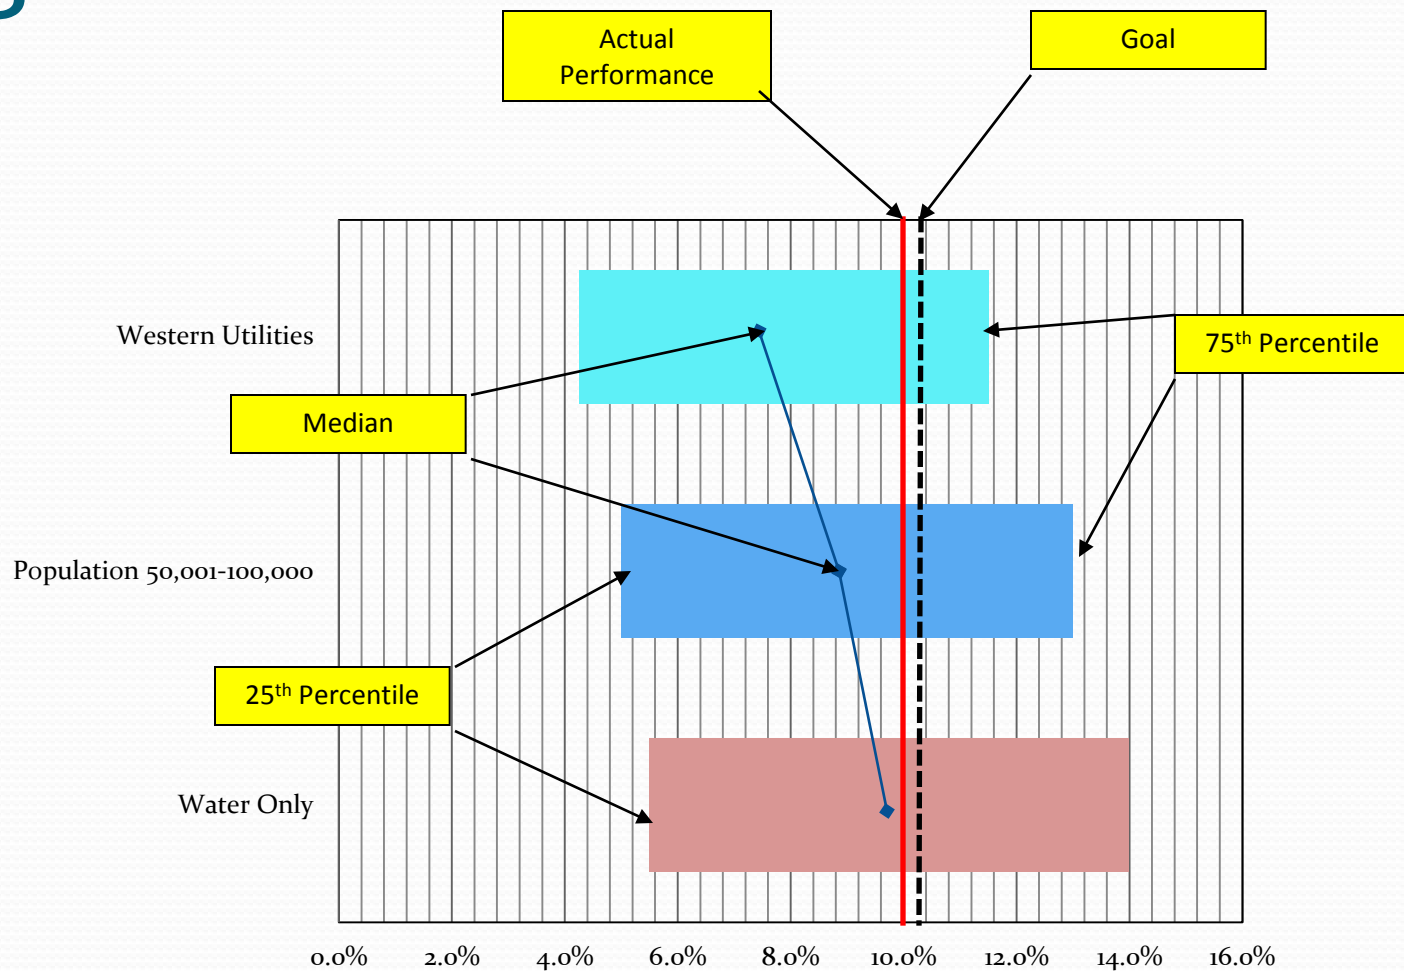 Actual
Performance
Goal
Western Utilities
75th Percentile
Median
Population 50,001-100,000
25th Percentile
Water Only
0.0% 2.0% 4.0% 6.0% 8.0% 10.0% 12.0% 14.0% 16.0%